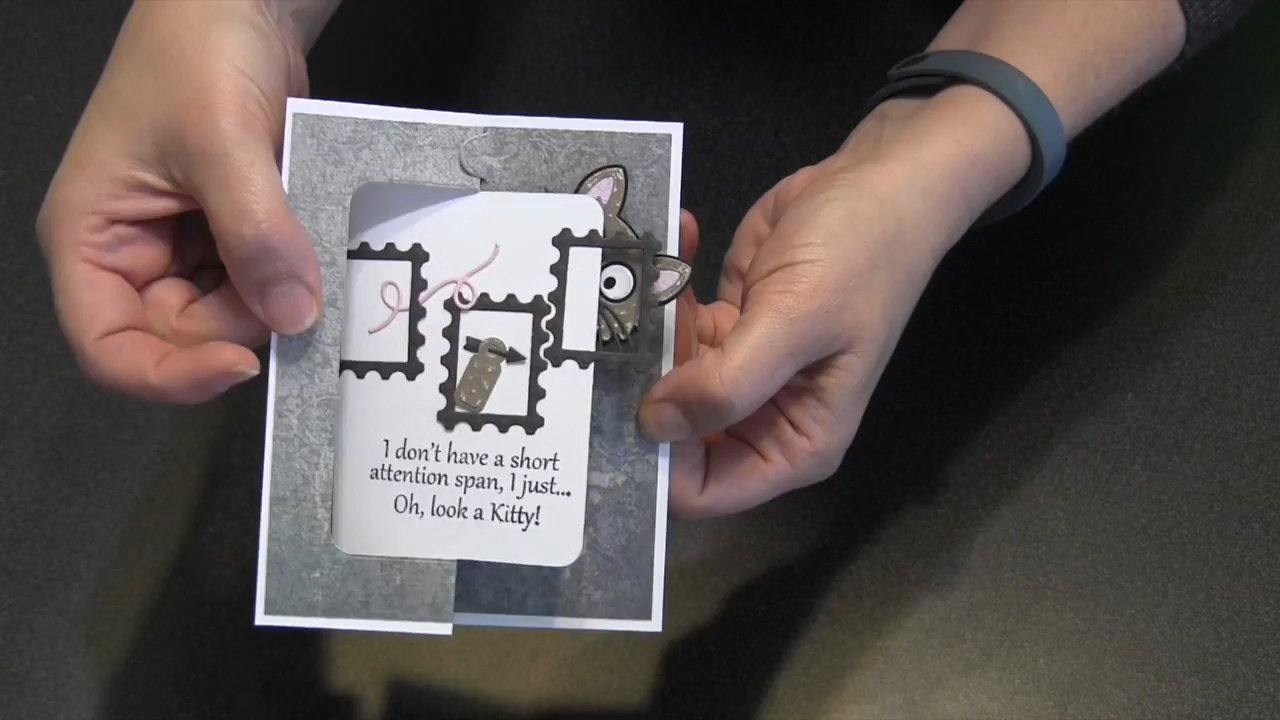 I don't have a short
attention span, I just...
Oh, look a Kitty!